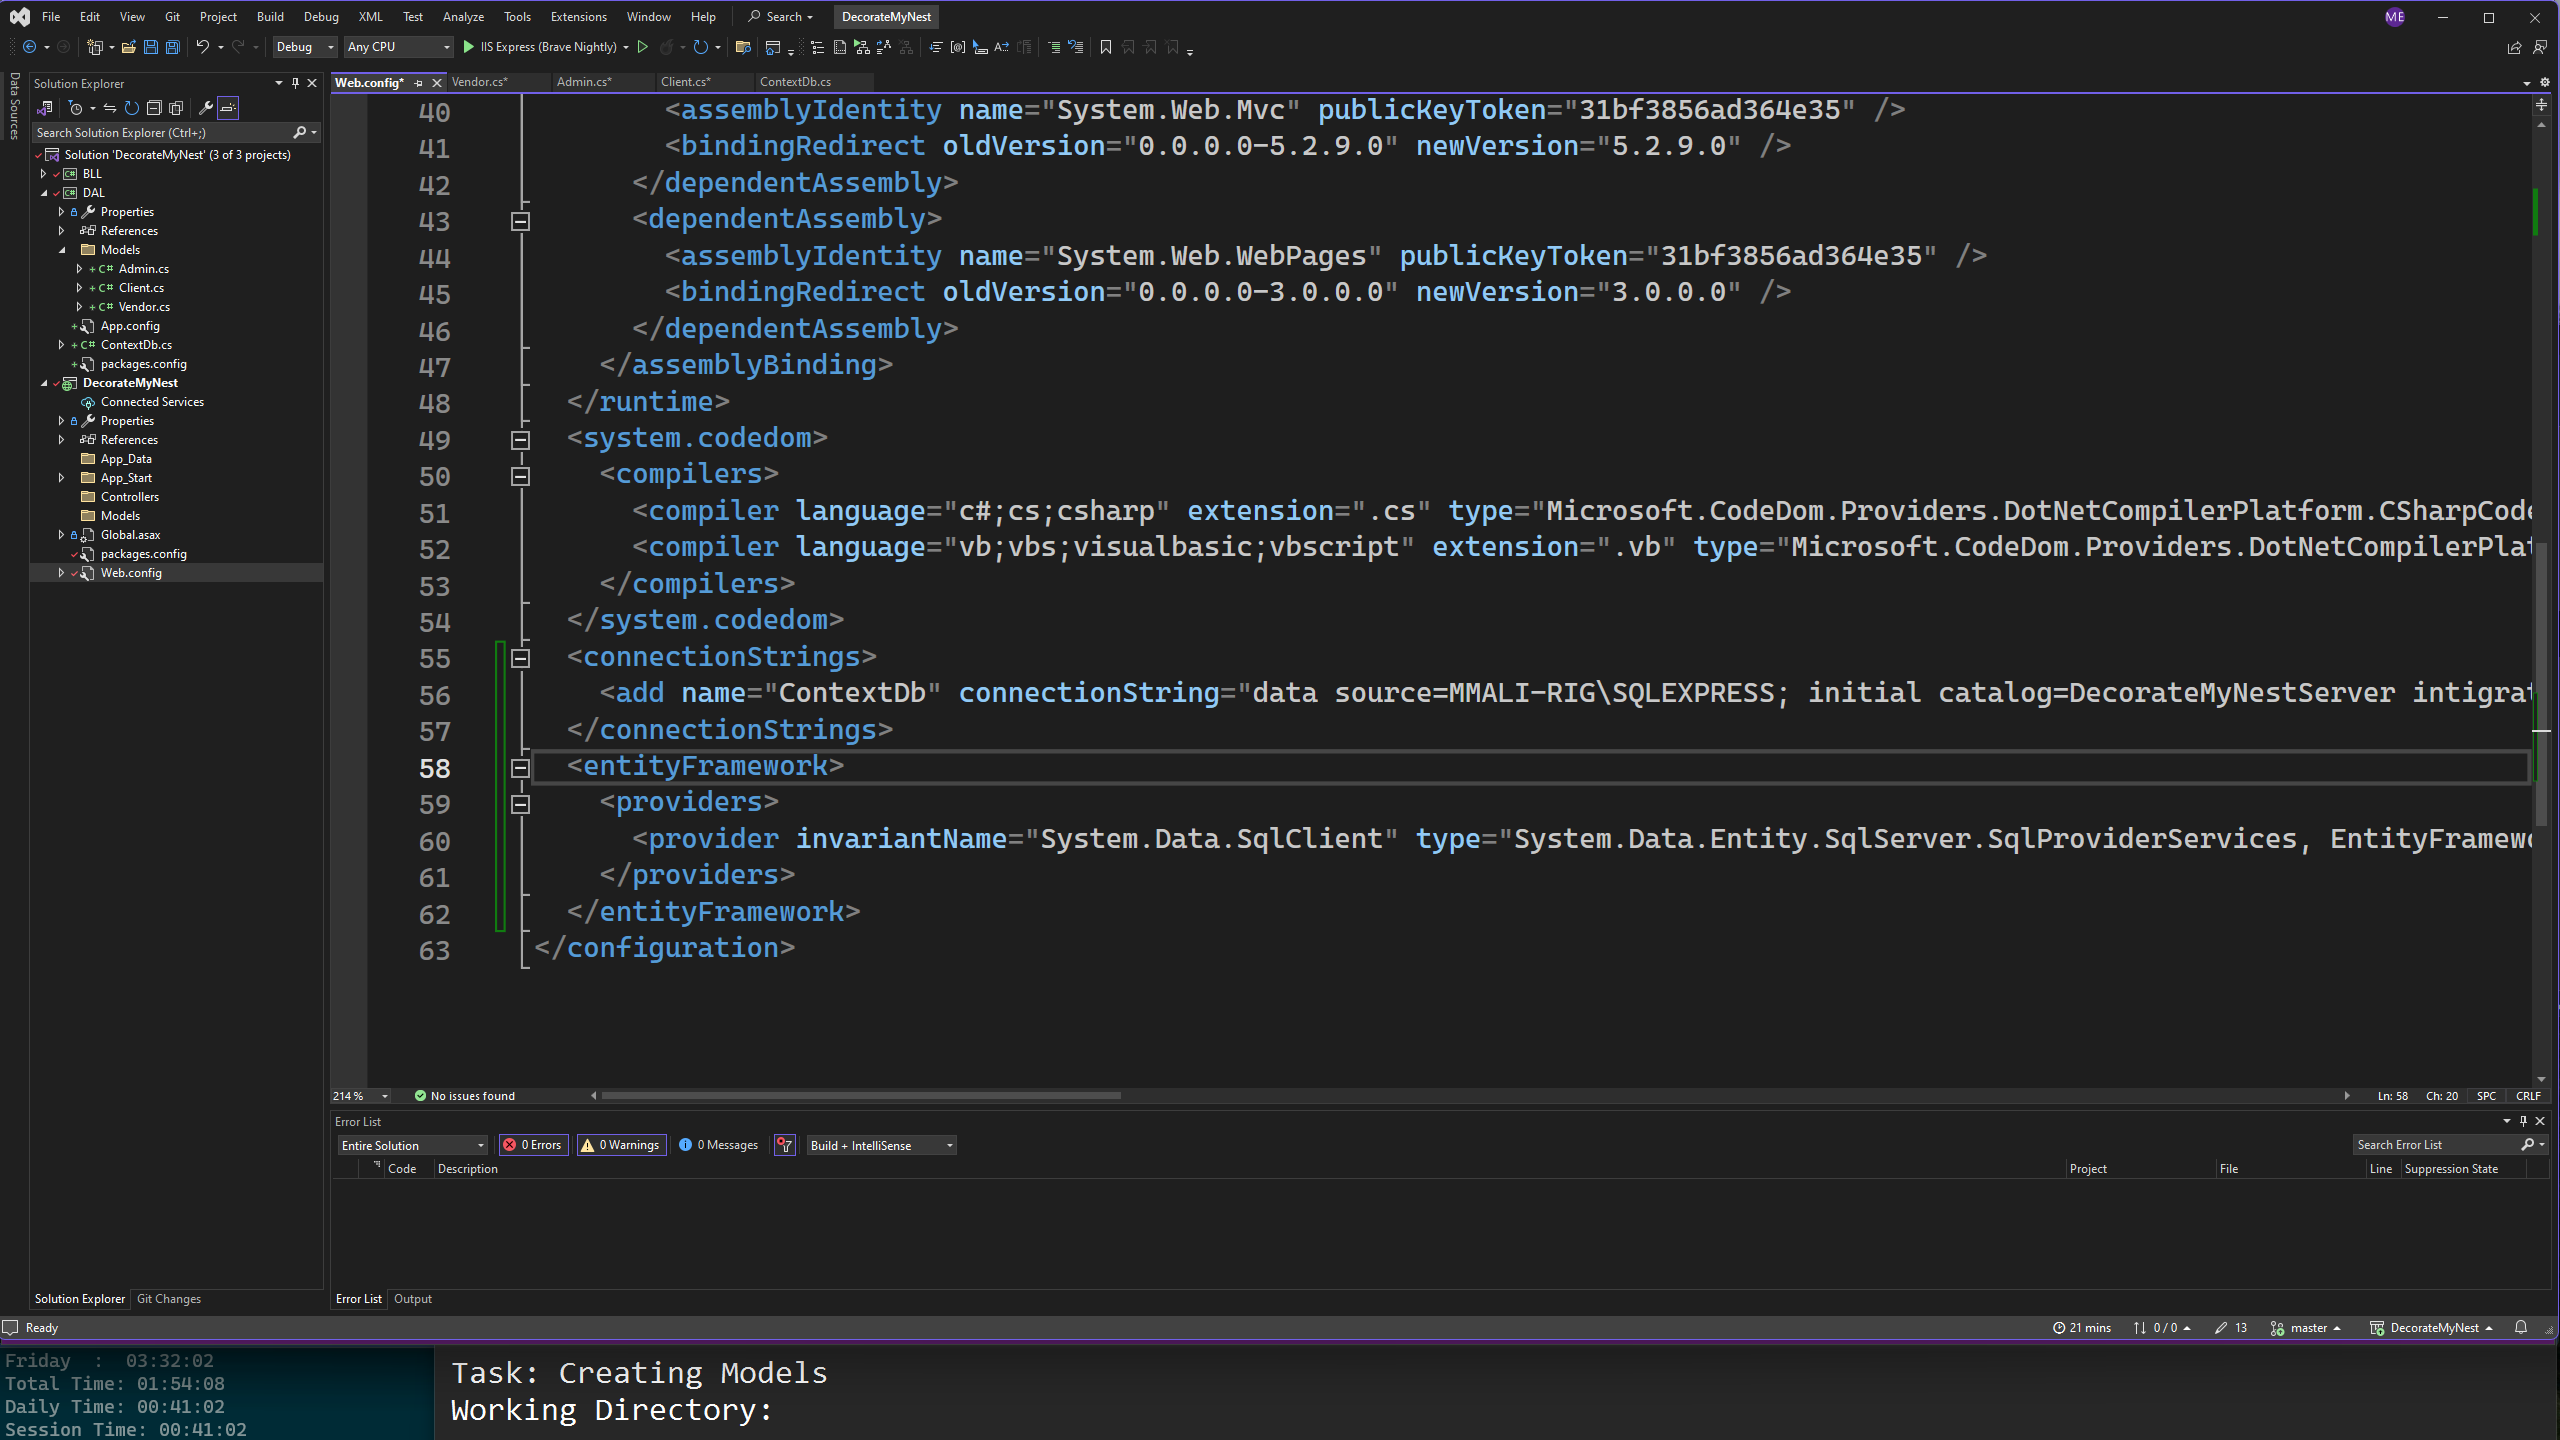 File Edit View Git Project Build Debug XML Test Analyze Tools Extensions Window Help Search DecorateMyNest ME
Debug Any CPU IIS Express (Brave Nightly)
Data Sources
Solution Explorer
Search Solution Explorer (Ctrl+;)
Solution 'DecorateMyNest' (3 of 3 projects)
BLL
DAL
Properties
References
Models
C# Admin.cs
C# Client.cs
C# Vendor.cs
App.config
C# ContextDb.cs
packages.config
DecorateMyNest
Connected Services
Properties
References
App_Data
App_Start
Controllers
Models
Global.asax
packages.config
Web.config
Solution Explorer Git Changes
Web.config* Vendor.cs* Admin.cs* Client.cs* ContextDb.cs
40 <assemblyIdentity name="System.Web.Mvc" publicKeyToken="31bf3856ad364e35" />
41 <bindingRedirect oldVersion="0.0.0.0-5.2.9.0" newVersion="5.2.9.0" />
42 </dependentAssembly>
43 <dependentAssembly>
44 <assemblyIdentity name="System.Web.WebPages" publicKeyToken="31bf3856ad364e35" />
45 <bindingRedirect oldVersion="0.0.0.0-3.0.0.0" newVersion="3.0.0.0" />
46 </dependentAssembly>
47 </assemblyBinding>
48 </runtime>
49 <system.codedom>
50 <compilers>
51 <compiler language="c#;cs;csharp" extension=".cs" type="Microsoft.CodeDom.Providers.DotNetCompilerPlatform.CSharpCode
52 <compiler language="vb;vbs;visualbasic;vbscript" extension=".vb" type="Microsoft.CodeDom.Providers.DotNetCompilerPlat
53 </compilers>
54 </system.codedom>
55 <connectionStrings>
56 <add name="ContextDb" connectionString="data source=MMALI-RIG\SQLEXPRESS; initial catalog=DecorateMyNestServer intigrat
57 </connectionStrings>
58 <entityFramework>
59 <providers>
60 <provider invariantName="System.Data.SqlClient" type="System.Data.Entity.SqlServer.SqlProviderServices, EntityFramewo
61 </providers>
62 </entityFramework>
63 </configuration>
214 % No issues found Ln: 58 Ch: 20 SPC CRLF
Error List
Entire Solution 0 Errors 0 Warnings 0 Messages Build + IntelliSense Search Error List
Code Description Project File Line Suppression State
Error List Output
Ready 21 mins 0 / 0 13 master DecorateMyNest
Friday : 03:32:02
Total Time: 01:54:08
Daily Time: 00:41:02
Session Time: 00:41:02
Task: Creating Models
Working Directory: